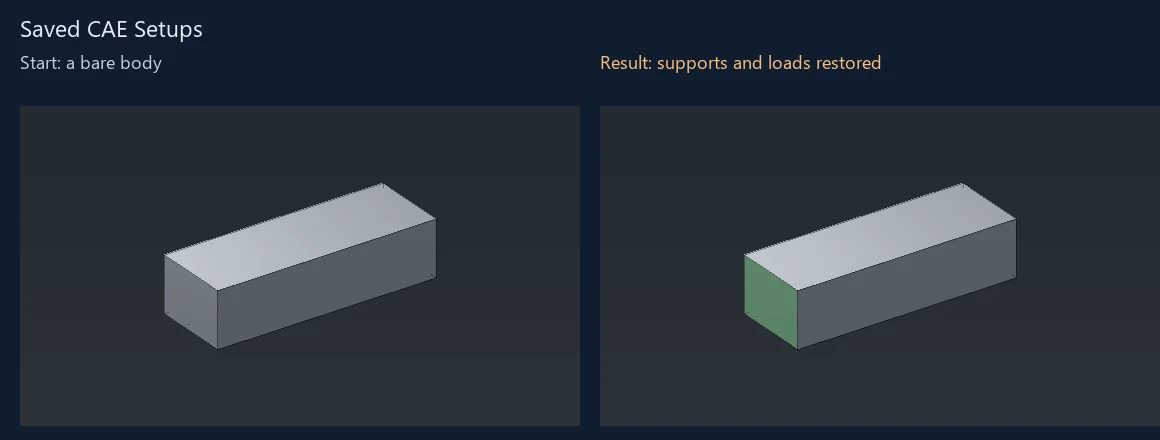 Saved CAE Setups
Start: a bare body
Result: supports and loads restored